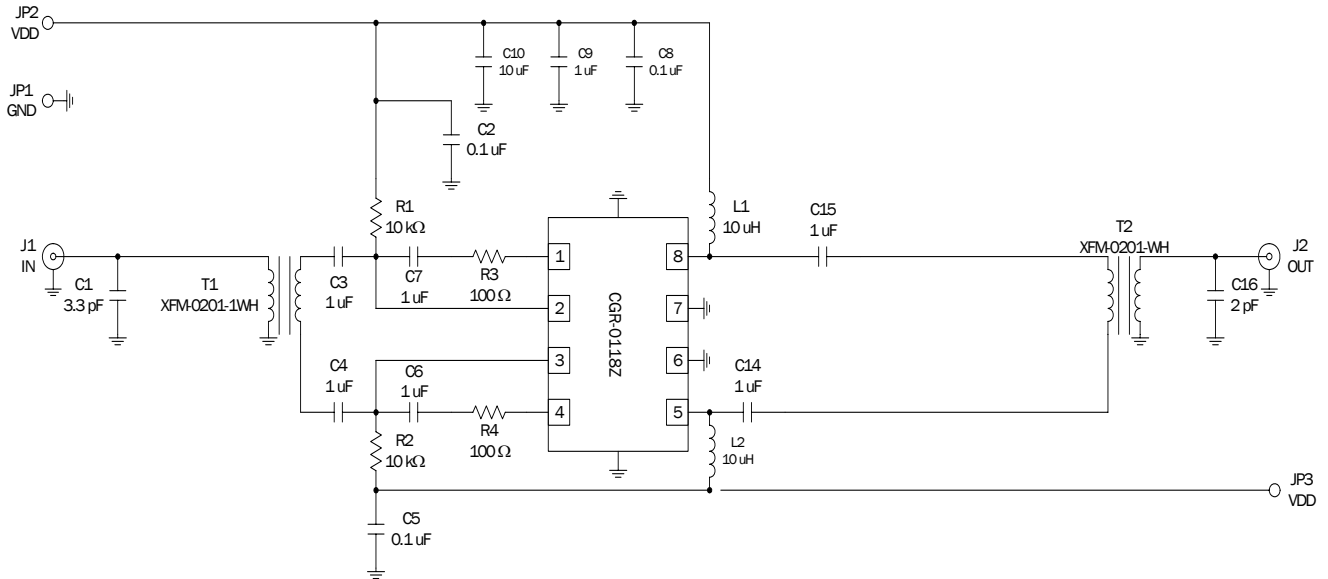 JP2
VDD
C10
10 uF
C9
1 uF
C8
0.1 uF
JP1
GND
C2
0.1 uF
R1
10 kΩ
L1
10 uH
C15
1 uF
T2
XFM-0201-WH
J1
IN
J2
OUT
C1
3.3 pF
T1
XFM-0201-1WH
C3
1 uF
C7
1 uF
R3
100 Ω
1
8
C16
2 pF
2
7
CGR-0118Z
3
6
C4
1 uF
C6
1 uF
C14
1 uF
4
5
R2
10 kΩ
R4
100 Ω
L2
10 uH
JP3
VDD
C5
0.1 uF